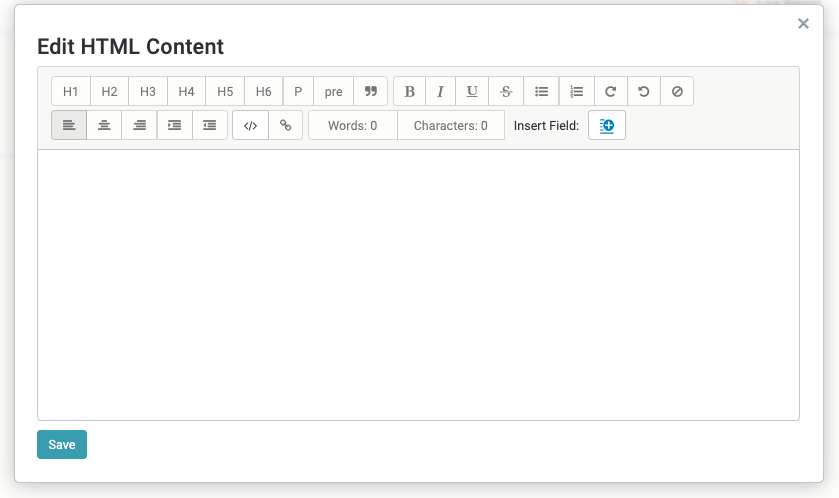 Edit HTML Content
H1 H2 H3 H4 H5 H6 P pre B I U S
Words: 0 Characters: 0 Insert Field:
Save